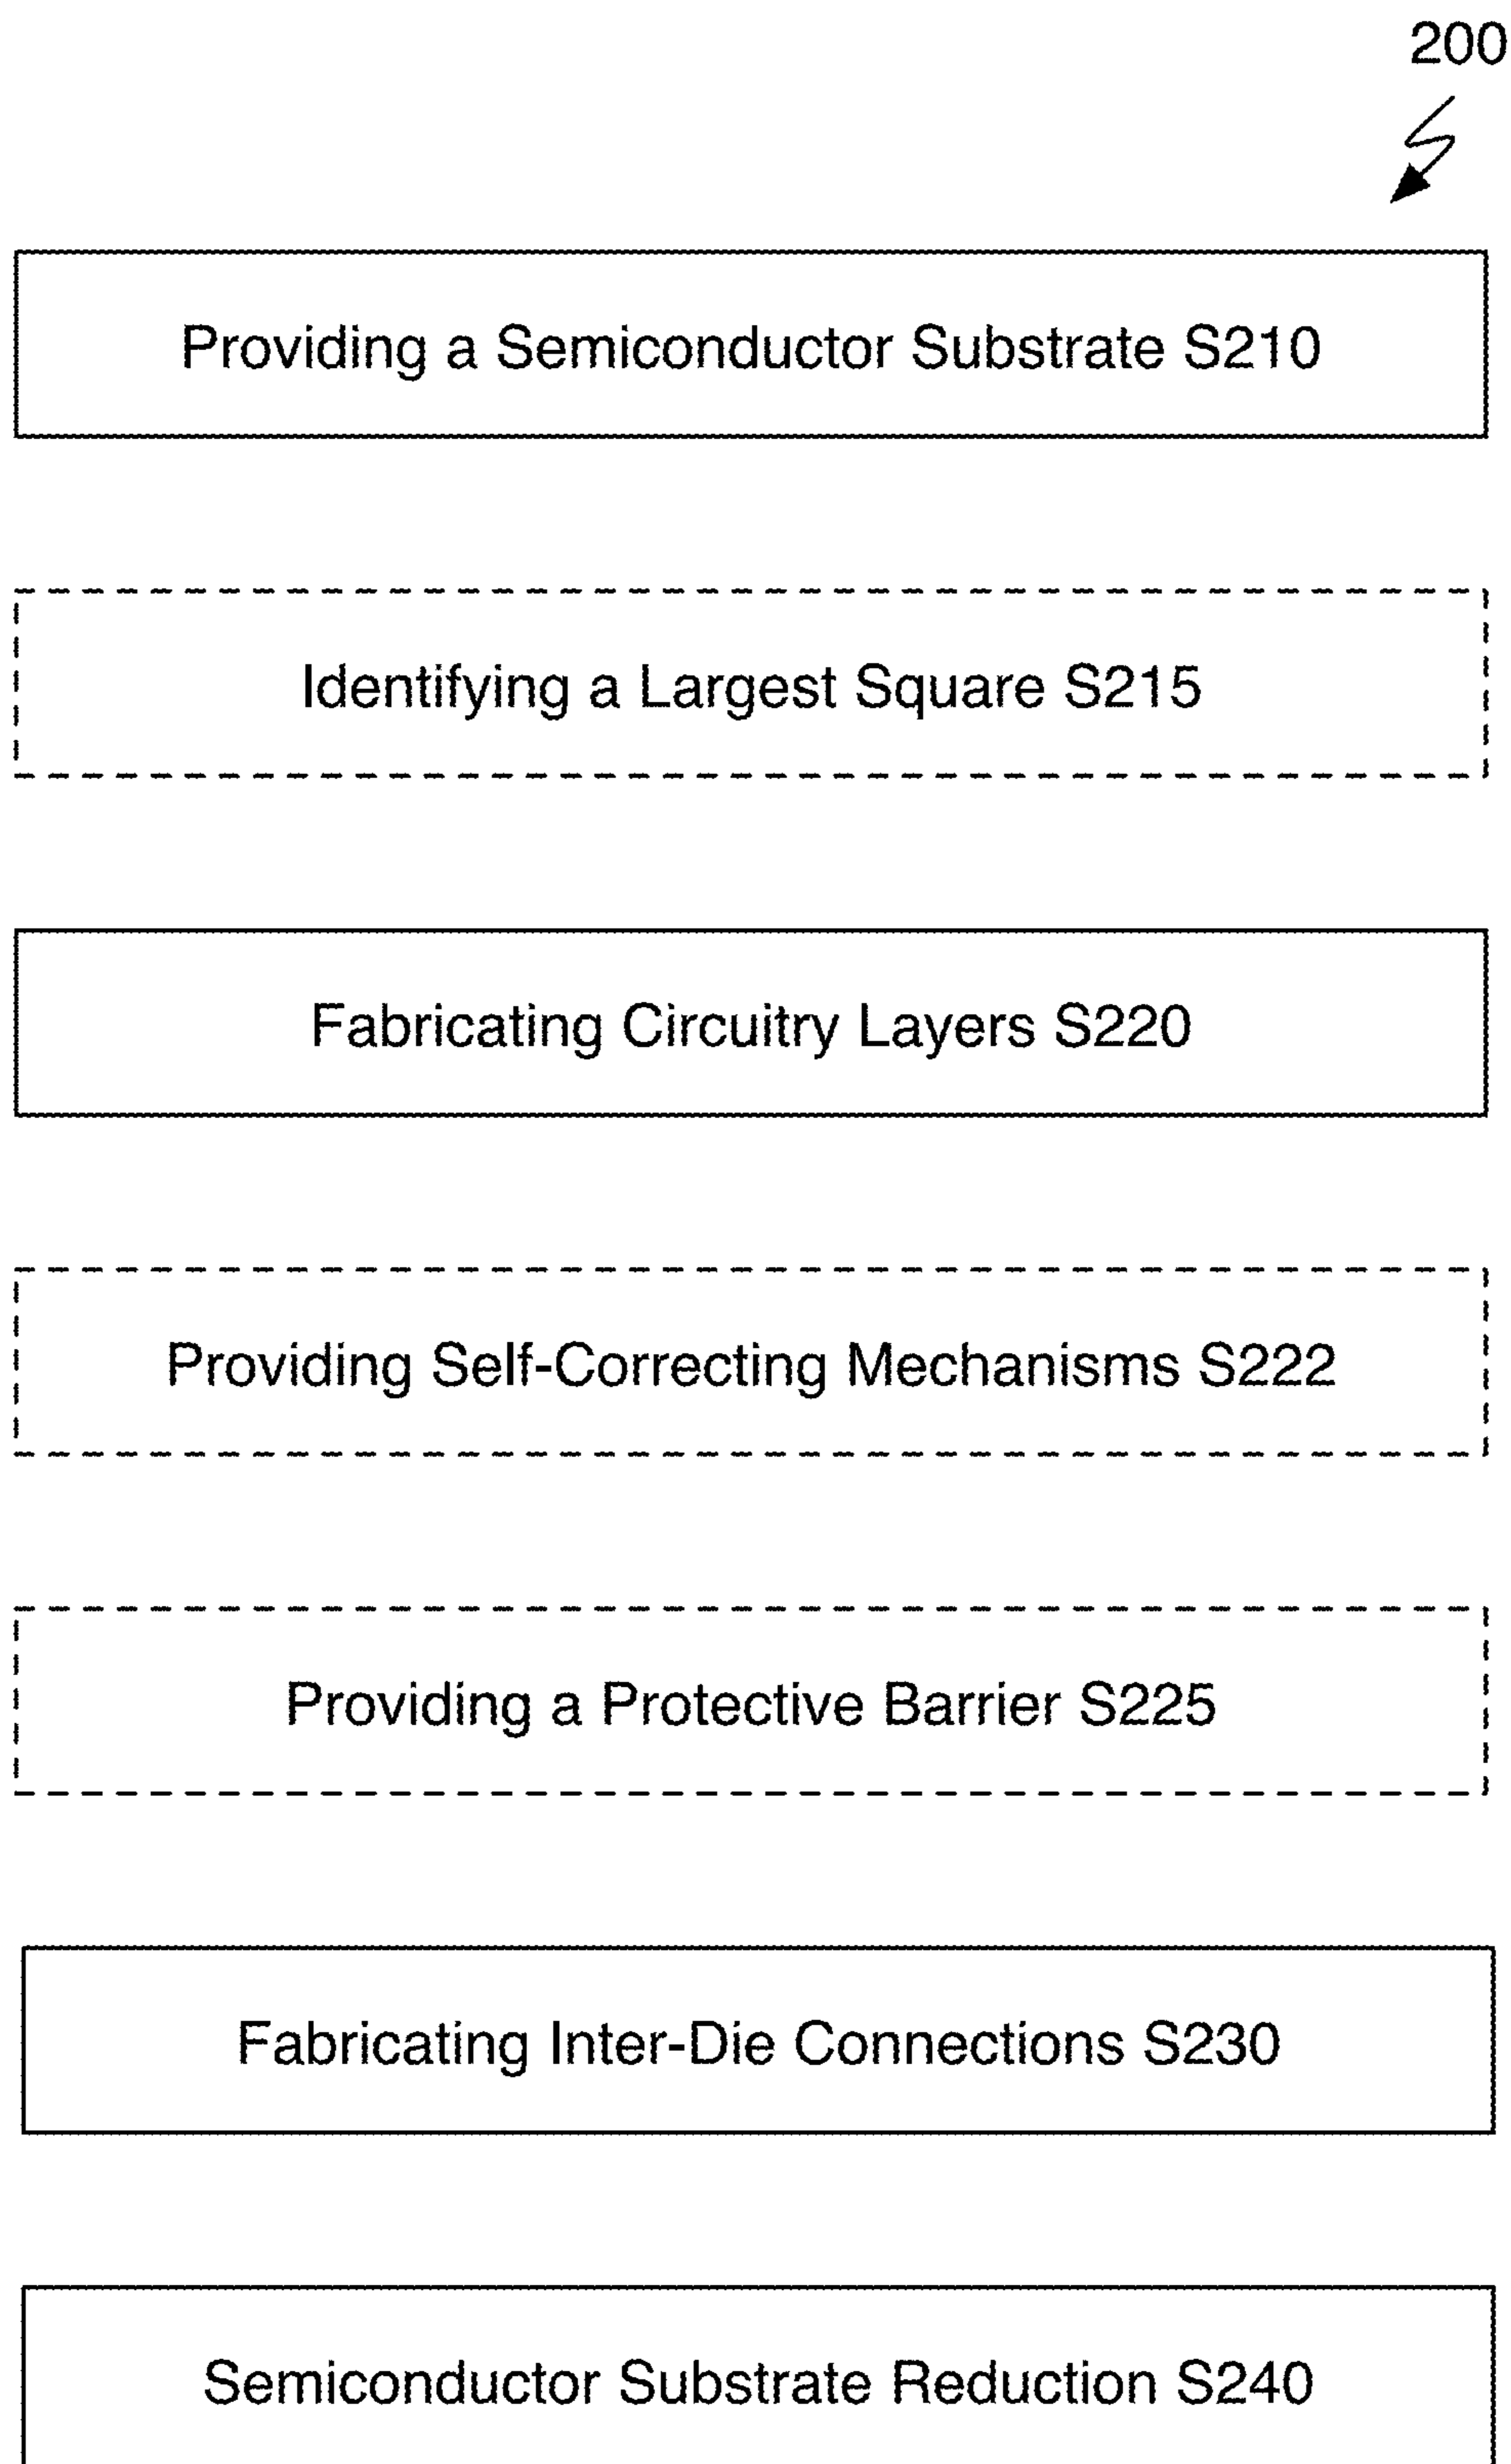 200
Providing a Semiconductor Substrate S210
Identifying a Largest Square S215
Fabricating Circuitry Layers S220
Providing Self-Correcting Mechanisms S222
Providing a Protective Barrier S225
Fabricating Inter-Die Connections S230
Semiconductor Substrate Reduction S240